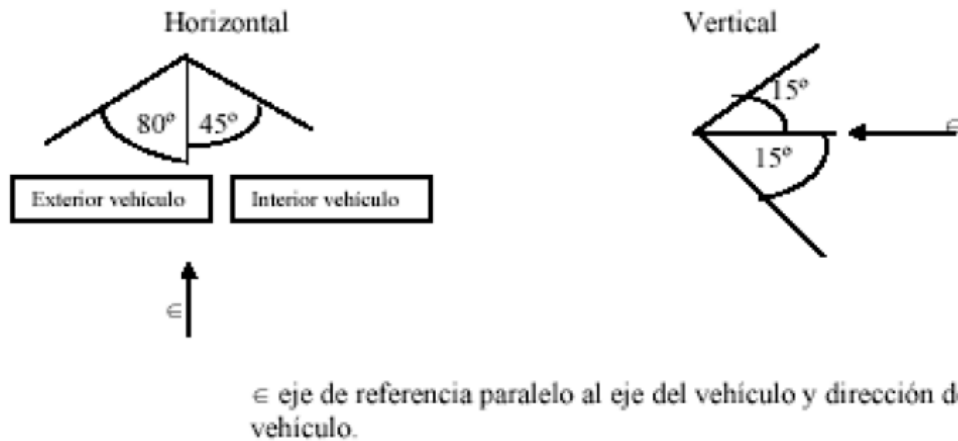 Horizontal
Vertical
80º
45º
15º
15º
Exterior vehículo
Interior vehículo
∈
∈
∈ eje de referencia paralelo al eje del vehículo y dirección
vehículo.